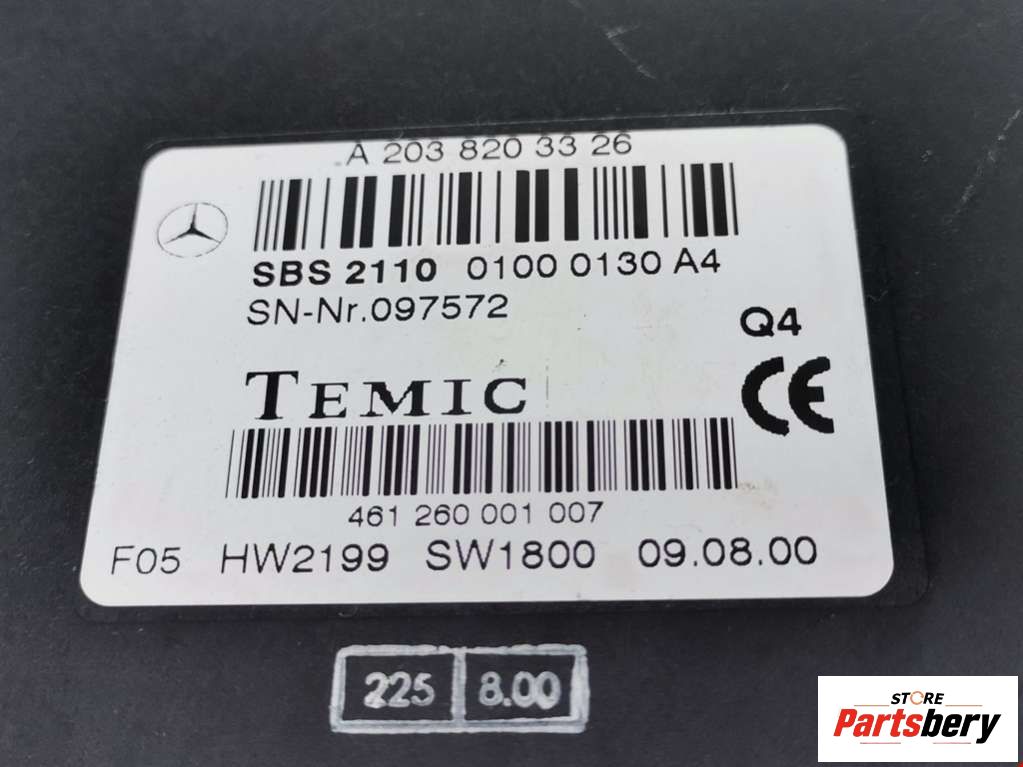 A 203 820 33 26
SBS 2110 0100 0130 A4
SN-Nr.097572
Q4
TEMIC
CE
461 260 001 007
F05 HW2199 SW1800 09.08.00
225 8.00
STORE
Partsbery